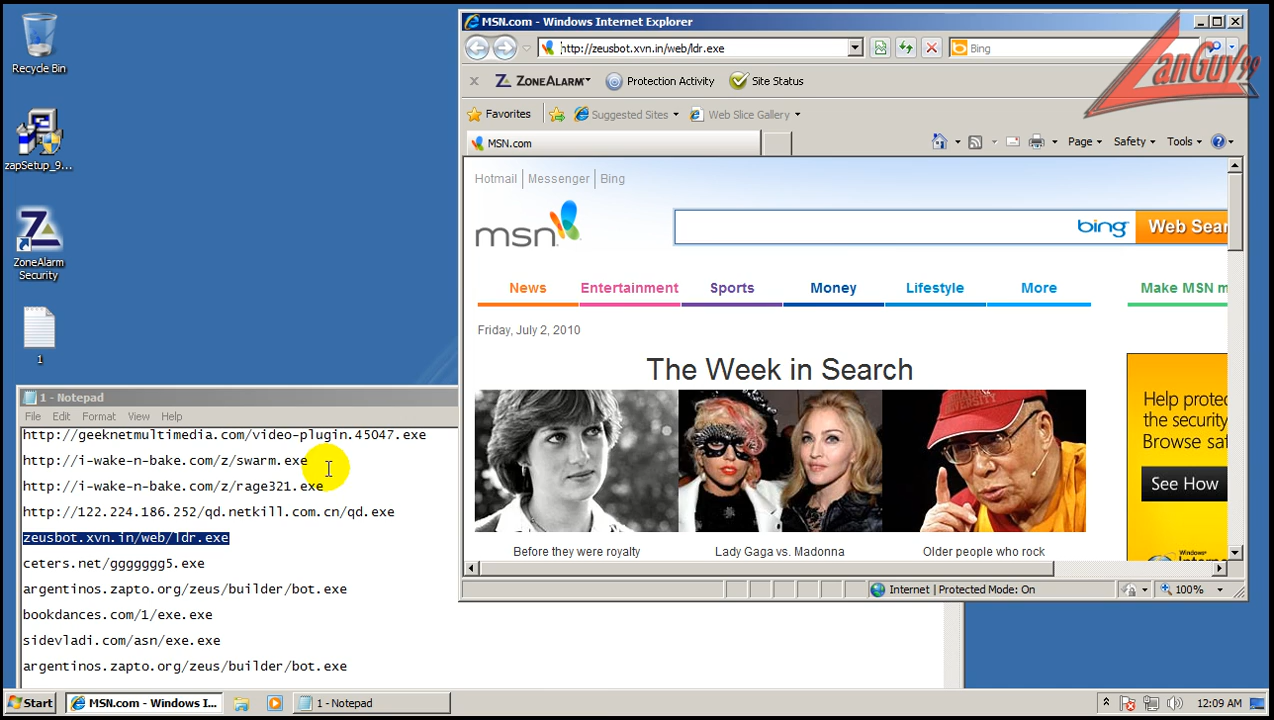 Recycle Bin
zapSetup_9...
ZoneAlarm
Security
1
MSN.com - Windows Internet Explorer
http://zeusbot.xvn.in/web/ldr.exe
Bing
LanGuy99
ZONEALARM
Protection Activity
Site Status
Favorites
Suggested Sites
Web Slice Gallery
MSN.com
Page
Safety
Tools
Hotmail
Messenger
Bing
msn
bing
Web Sear
News
Entertainment
Sports
Money
Lifestyle
More
Make MSN m
Friday, July 2, 2010
The Week in Search
INDIANA
UNIVERSITY
Help protec
the security
Browse saf
See How
Before they were royalty
Lady Gaga vs. Madonna
Older people who rock
Internet | Protected Mode: On
100%
1 - Notepad
File
Edit
Format
View
Help
http://geeknetmultimedia.com/video-plugin.45047.exe
http://i-wake-n-bake.com/z/swarm.exe
http://i-wake-n-bake.com/z/rage321.exe
http://122.224.186.252/qd.netkill.com.cn/qd.exe
zeusbot.xvn.in/web/ldr.exe
ceters.net/ggggggg5.exe
argentinos.zapto.org/zeus/builder/bot.exe
bookdances.com/1/exe.exe
sidevladi.com/asn/exe.exe
argentinos.zapto.org/zeus/builder/bot.exe
Start
MSN.com - Windows I...
1 - Notepad
12:09 AM